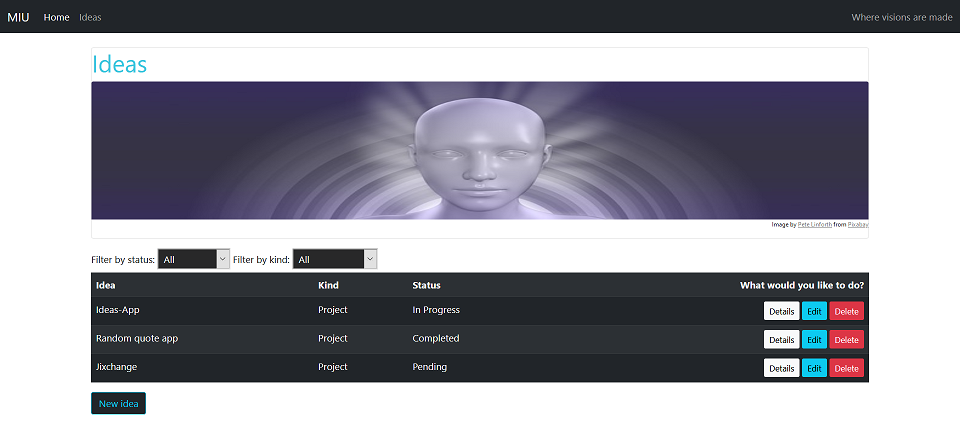 MIU Home Ideas Where visions are made
Ideas
Image by Pete Linforth from Pixabay
Filter by status: All Filter by kind: All
Idea Kind Status What would you like to do?
Ideas-App Project In Progress Details Edit Delete
Random quote app Project Completed Details Edit Delete
Jixchange Project Pending Details Edit Delete
New idea